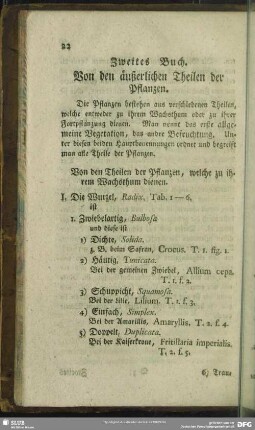 22
Zweites Buch.
Von den äußerlichen Theilen der
Pflanzen.
Die Pflanzen bestehen aus verschiedenen Theilen,
welche entweder zu ihrem Wachsthum oder zu ihrer
Fortpflanzung dienen. Man nennt das erste allge-
meine Vegetation, das andre Befruchtung. Un-
ter diesen beiden Hauptbenennungen ordnet und begreift
man alle Theile der Pflanzen.
Von den Theilen der Pflanzen, welche zu ih-
rem Wachsthum dienen.
I. Die Wurzel, Radix. Tab. 1—6.
ist
1. Zwiebelartig, Bulbosa
und diese ist
1) Dichte, Solida.
z. B. beim Safran, Crocus. T. 1. fig. 1.
2) Häutig, Tunicata.
Bei der gemeinen Zwiebel, Allium cepa.
T. 1. f. 2.
3) Schuppicht, Squamosa.
Bei der Lilie, Lilium. T. 1. f. 3.
4) Einfach, Simplex.
Bei der Amarillis, Amaryllis. T. 2. f. 4.
5) Doppelt, Duplicata.
Bei der Kaiserkrone, Fritillaria imperialis.
T. 2. f. 5.
6) Trau=